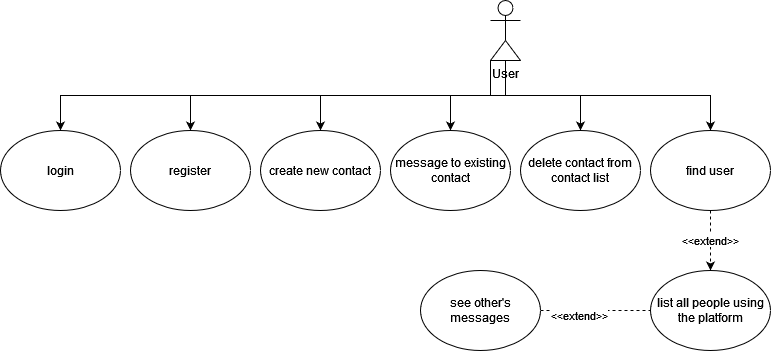 User
login
register
create new contact
message to existing
contact
delete contact from
contact list
find user
<<extend>>
see other's
messages
<<extend>>
list all people using
the platform